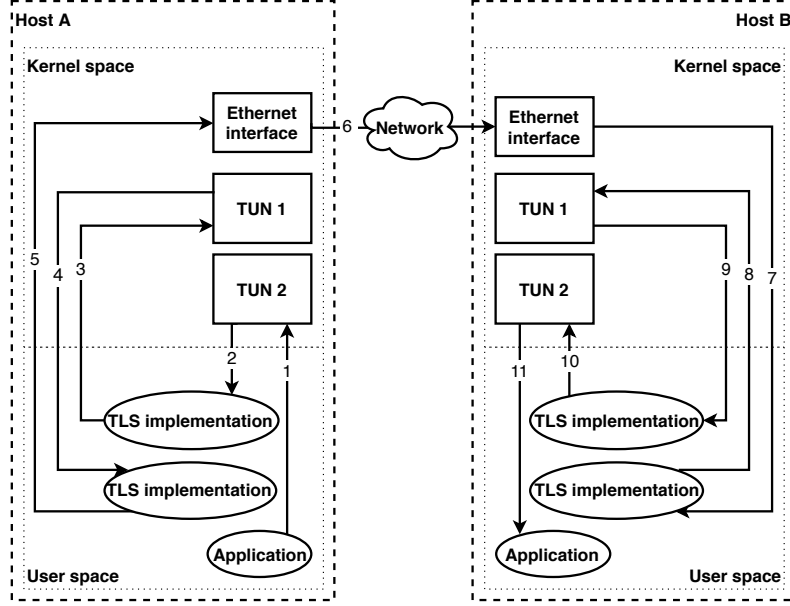 Host A
Kernel space
Ethernet
interface
TUN 1
TUN 2
5
4
3
2
1
TLS implementation
TLS implementation
Application
User space
6
Network
Host B
Kernel space
Ethernet
interface
TUN 1
TUN 2
9
8
7
11
10
TLS implementation
TLS implementation
Application
User space